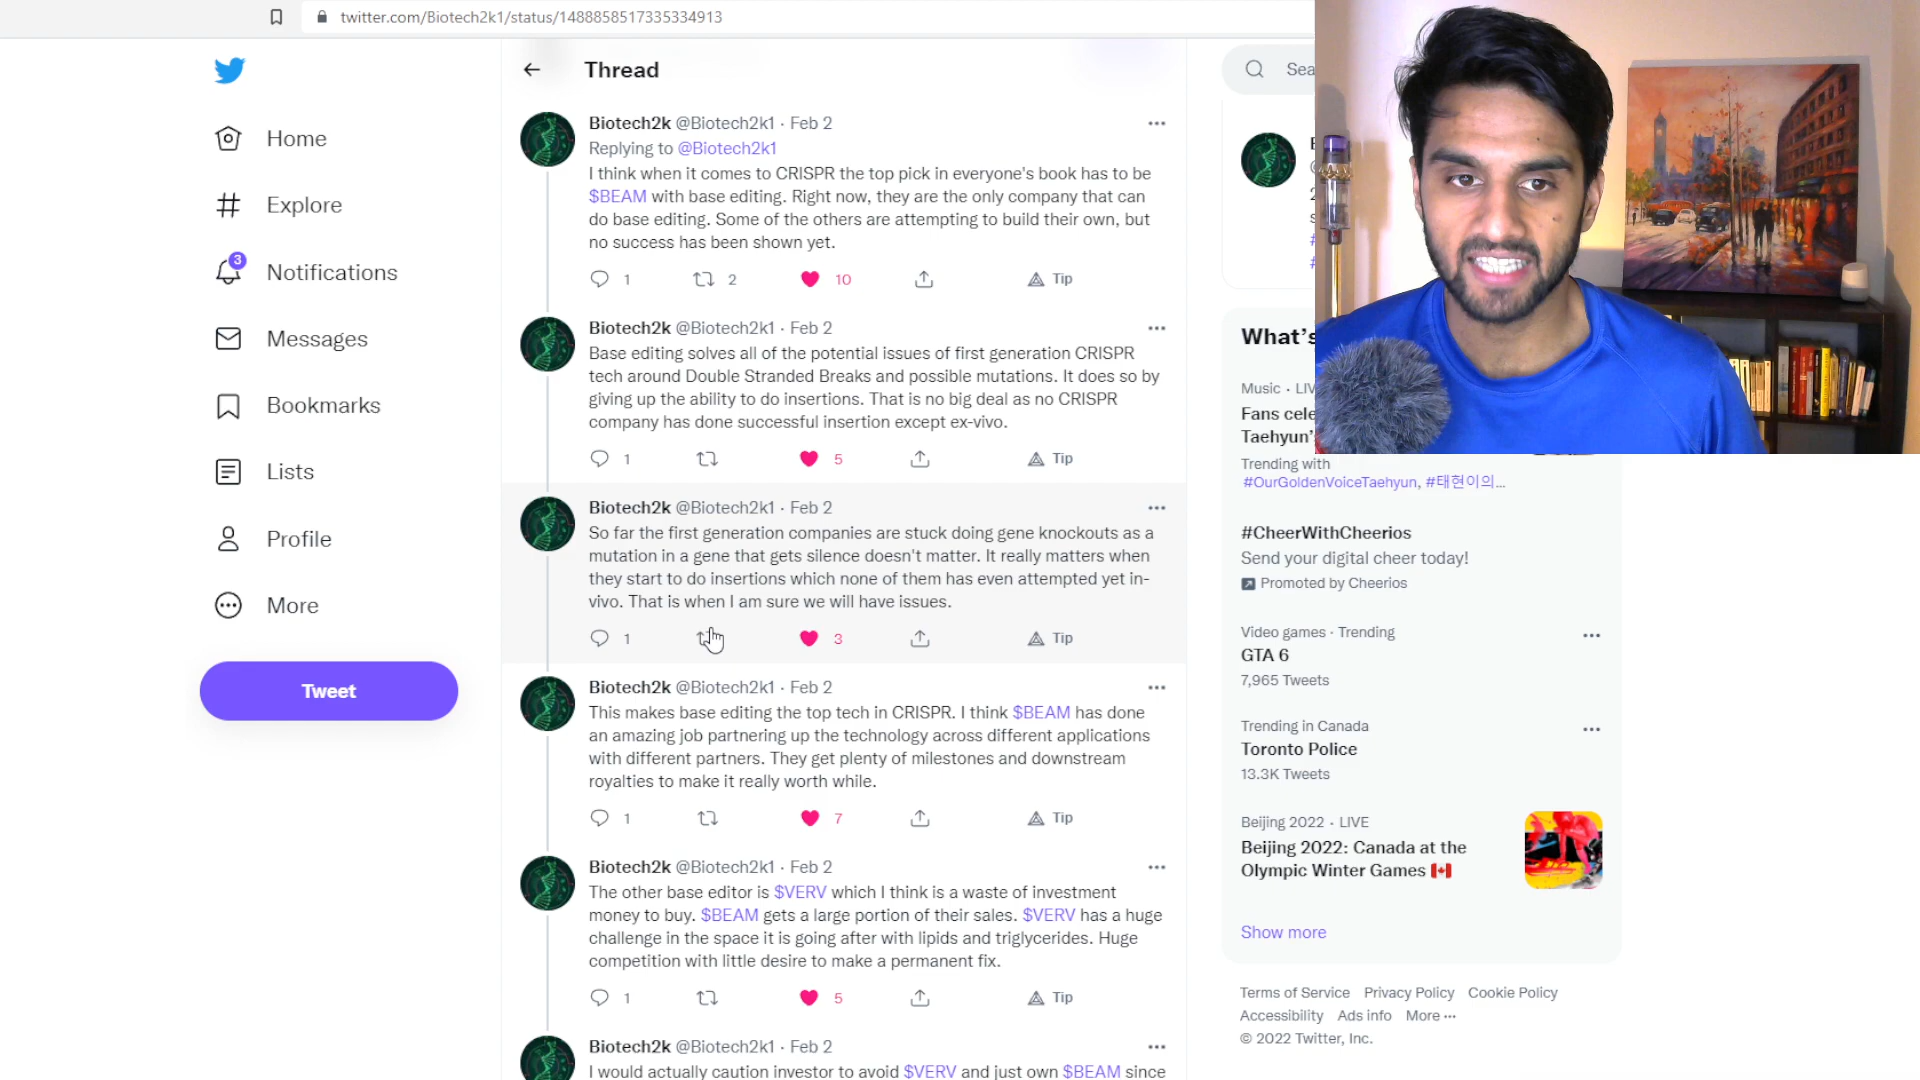 twitter.com/Biotech2k1/status/1488858517335334913
Home
Explore
3
Notifications
Messages
Bookmarks
Lists
Profile
More
Tweet
Thread
Biotech2k @Biotech2k1 · Feb 2
Replying to @Biotech2k1
I think when it comes to CRISPR the top pick in everyone's book has to be
$BEAM with base editing. Right now, they are the only company that can
do base editing. Some of the others are attempting to build their own, but
no success has been shown yet.
1 2 10 Tip
Biotech2k @Biotech2k1 · Feb 2
Base editing solves all of the potential issues of first generation CRISPR
tech around Double Stranded Breaks and possible mutations. It does so by
giving up the ability to do insertions. That is no big deal as no CRISPR
company has done successful insertion except ex-vivo.
1 5 Tip
Biotech2k @Biotech2k1 · Feb 2
So far the first generation companies are stuck doing gene knockouts as a
mutation in a gene that gets silence doesn't matter. It really matters when
they start to do insertions which none of them has even attempted yet in-
vivo. That is when I am sure we will have issues.
1 3 Tip
Biotech2k @Biotech2k1 · Feb 2
This makes base editing the top tech in CRISPR. I think $BEAM has done
an amazing job partnering up the technology across different applications
with different partners. They get plenty of milestones and downstream
royalties to make it really worth while.
1 7 Tip
Biotech2k @Biotech2k1 · Feb 2
The other base editor is $VERV which I think is a waste of investment
money to buy. $BEAM gets a large portion of their sales. $VERV has a huge
challenge in the space it is going after with lipids and triglycerides. Huge
competition with little desire to make a permanent fix.
1 5 Tip
Biotech2k @Biotech2k1 · Feb 2
I would actually caution investor to avoid $VERV and just own $BEAM since
Sea
What's
Music · LIV
Fans cele
Taehyun'
Trending with
#OurGoldenVoiceTaehyun, #태현이의...
#CheerWithCheerios
Send your digital cheer today!
Promoted by Cheerios
Video games · Trending
GTA 6
7,965 Tweets
Trending in Canada
Toronto Police
13.3K Tweets
Beijing 2022 · LIVE
Beijing 2022: Canada at the
Olympic Winter Games
Show more
Terms of Service Privacy Policy Cookie Policy
Accessibility Ads info More ···
© 2022 Twitter, Inc.